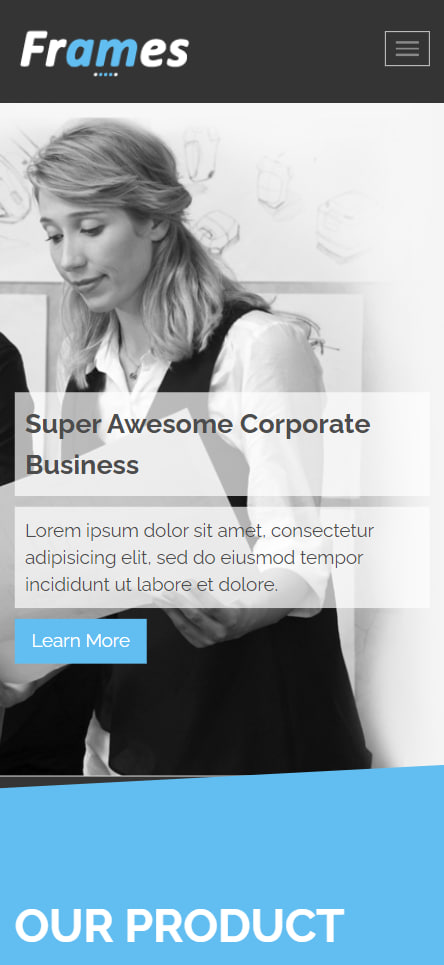 Frames
Super Awesome Corporate
Business
Lorem ipsum dolor sit amet, consectetur
adipisicing elit, sed do eiusmod tempor
incididunt ut labore et dolore.
Learn More
OUR PRODUCT